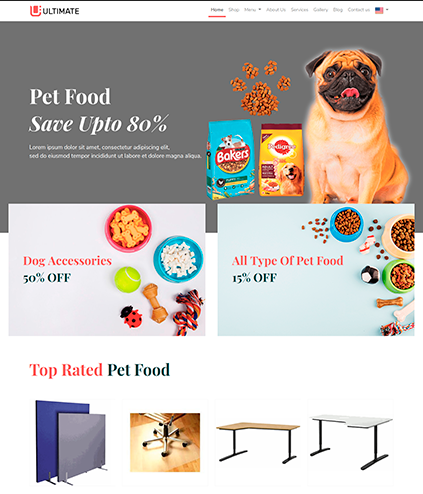 ULTIMATE
Home Shop Menu About Us Services Gallery Blog Contact us
Pet Food
Save Upto 80%
Lorem ipsum dolor sit amet, consectetur adipiscing elit,
sed do eiusmod tempor incididunt ut labore et dolore magna aliqua.
Bakers
Pedigree
Dog Accessories
50% OFF
All Type Of Pet Food
15% OFF
Top Rated Pet Food